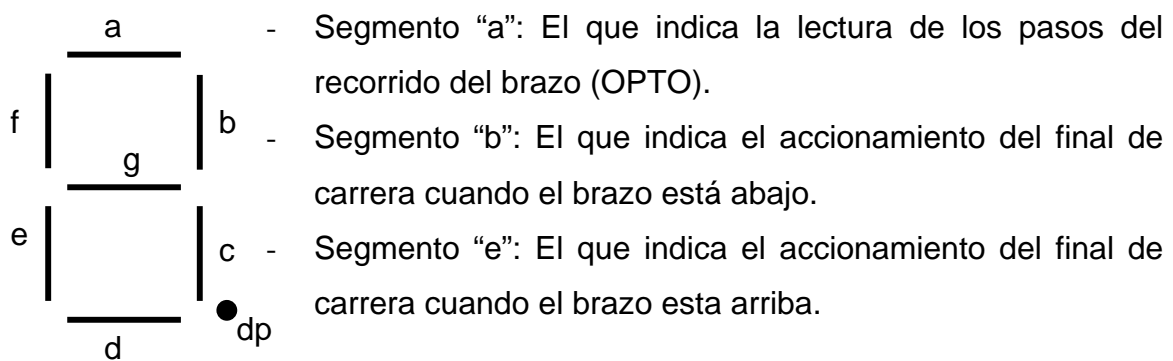 a
f
b
g
e
c
dp
d
- Segmento “a”: El que indica la lectura de los pasos del
recorrido del brazo (OPTO).
- Segmento “b”: El que indica el accionamiento del final de
carrera cuando el brazo está abajo.
- Segmento “e”: El que indica el accionamiento del final de
carrera cuando el brazo esta arriba.